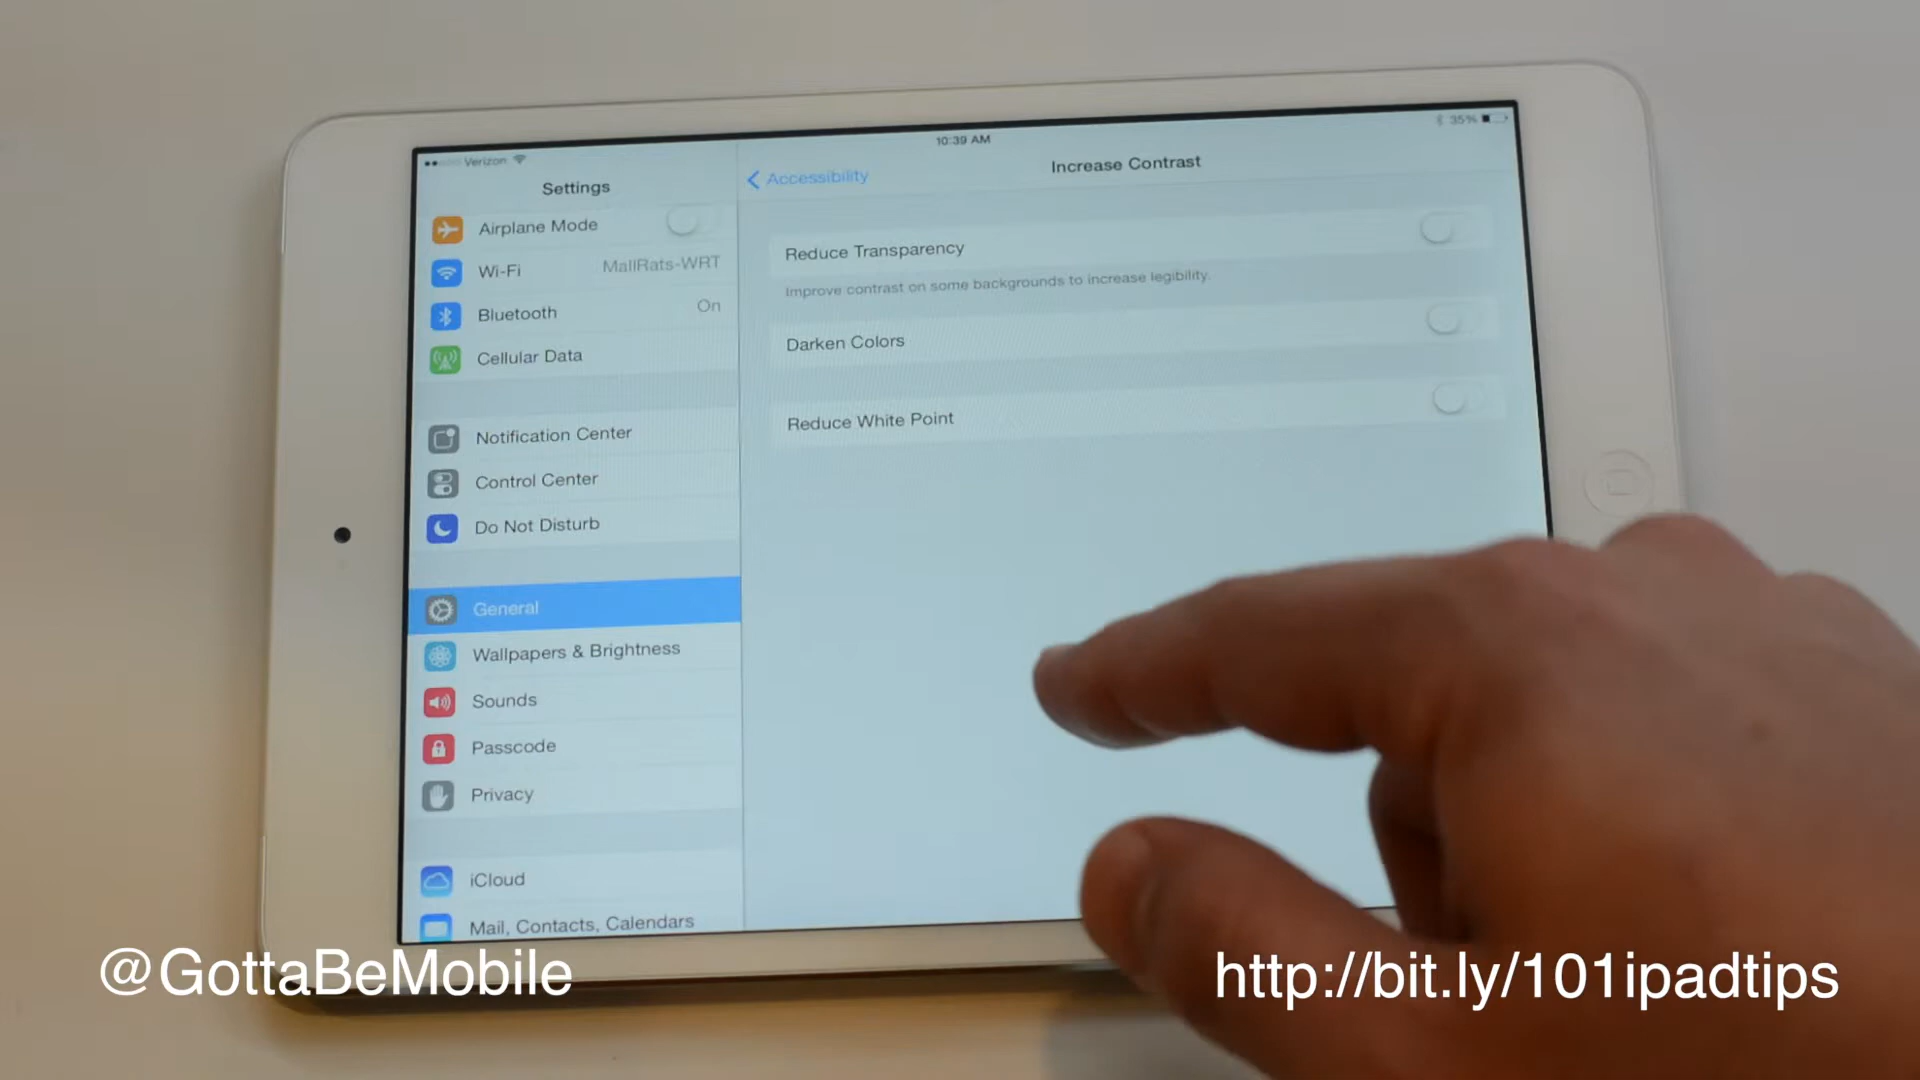 Verizon
10:39 AM
35%
Settings
Airplane Mode
Wi-Fi MallRats-WRT
Bluetooth On
Cellular Data
Notification Center
Control Center
Do Not Disturb
General
Wallpapers & Brightness
Sounds
Passcode
Privacy
iCloud
Mail, Contacts, Calendars
Accessibility
Increase Contrast
Reduce Transparency
Improve contrast on some backgrounds to increase legibility.
Darken Colors
Reduce White Point
@GottaBeMobile
http://bit.ly/101ipadtips